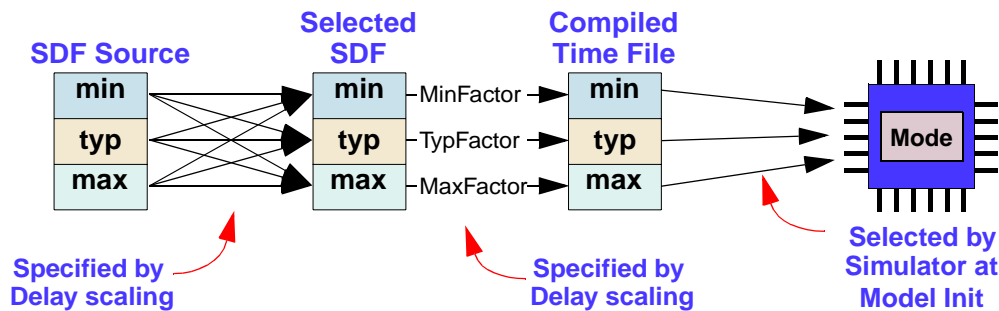 SDF Source
min
typ
max
Selected
SDF
min
typ
max
MinFactor
TypFactor
MaxFactor
Compiled
Time File
min
typ
max
Mode
Specified by
Delay scaling
Specified by
Delay scaling
Selected by
Simulator at
Model Init